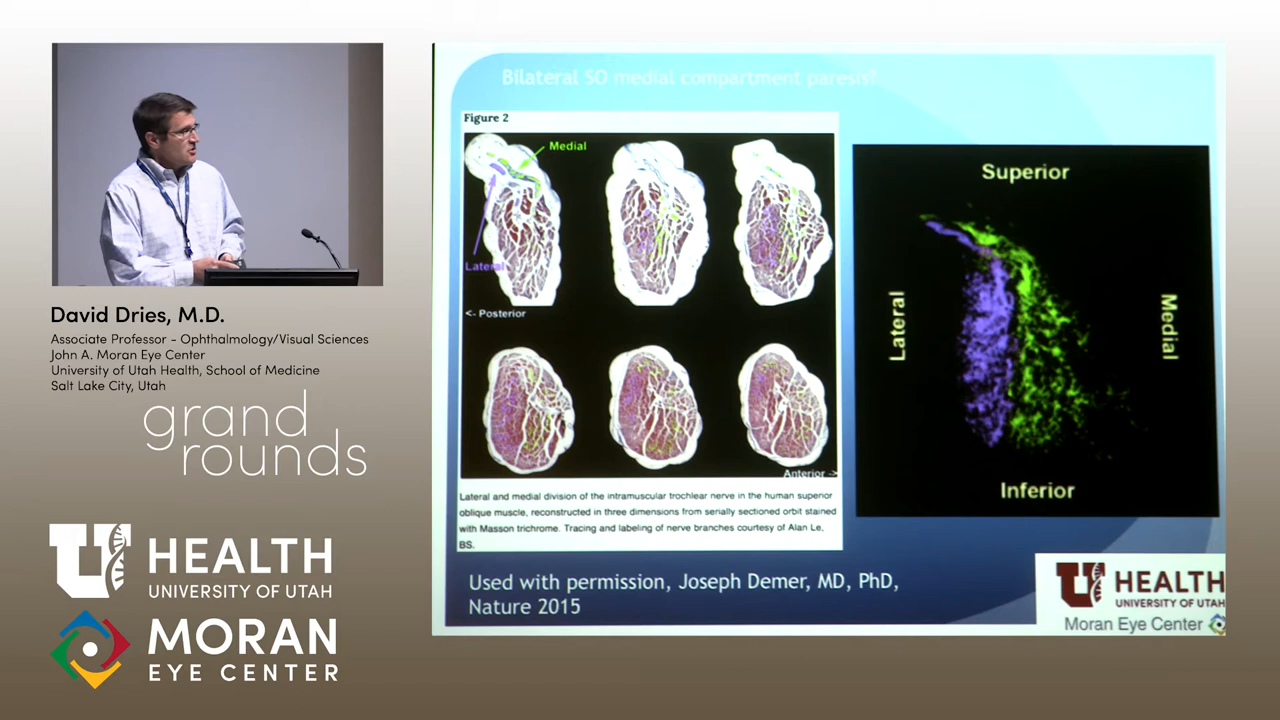 David Dries, M.D.
Associate Professor - Ophthalmology/Visual Sciences
John A. Moran Eye Center
University of Utah Health, School of Medicine
Salt Lake City, Utah
grand
rounds
U HEALTH
UNIVERSITY OF UTAH
MORAN
EYE CENTER
Bilateral SO medial compartment paresis?
Figure 2
Medial
Lateral
<- Posterior
Anterior ->
Lateral and medial division of the intramuscular trochlear nerve in the human superior
oblique muscle, reconstructed in three dimensions from serially sectioned orbit stained
with Masson trichrome. Tracing and labeling of nerve branches courtesy of Alan Le,
BS.
Superior
Lateral
Medial
Inferior
Used with permission, Joseph Demer, MD, PhD,
Nature 2015
U HEALTH
UNIVERSITY OF UTAH
Moran Eye Center